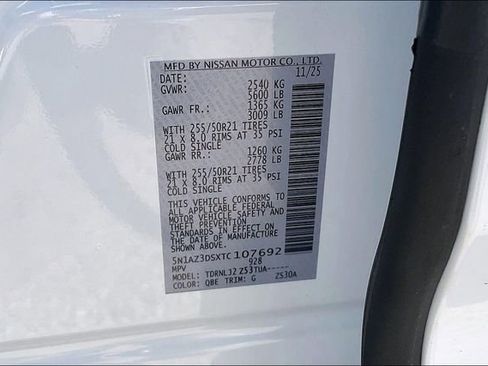 MFD BY NISSAN MOTOR CO., LTD.
DATE: 11/25
GVWR: 2540 KG
5600 LB
GAWR FR.: 1365 KG
3009 LB
WITH 255/50R21 TIRES
21 X 8.0 RIMS AT 35 PSI
COLD SINGLE
GAWR RR.: 1260 KG
2778 LB
WITH 255/50R21 TIRES
21 X 8.0 RIMS AT 35 PSI
COLD SINGLE
THIS VEHICLE CONFORMS TO
ALL APPLICABLE FEDERAL
MOTOR VEHICLE SAFETY AND
THEFT PREVENTION
STANDARDS IN EFFECT ON
THE DATE OF MANUFACTURE
SHOWN ABOVE.
5N1AZ3DSXTC107692
MPV 928
MODEL: TDRNLJ2ZS3TUA-----
COLOR: QBE TRIM: G ZS3DA